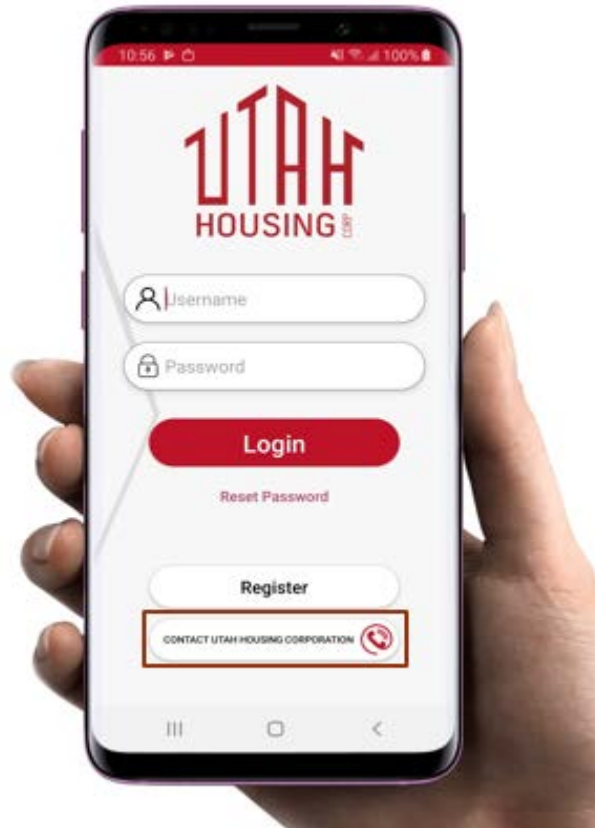 10:56 100%
UTAH
HOUSING CORP
Username
Password
Login
Reset Password
Register
CONTACT UTAH HOUSING CORPORATION